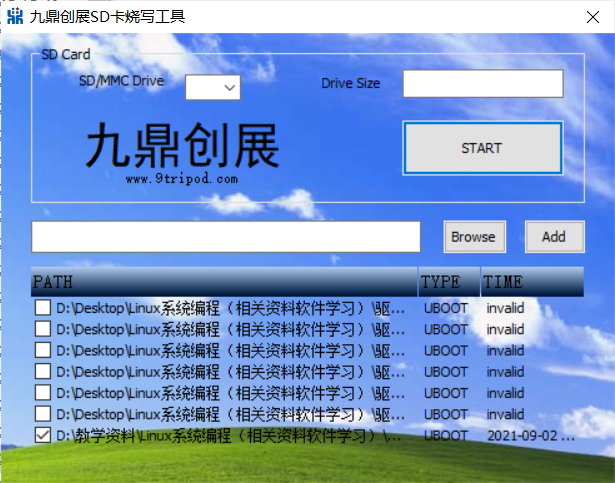 九鼎创展SD卡烧写工具
SD Card
SD/MMC Drive
Drive Size
九鼎创展
www.9tripod.com
START
Browse
Add
PATH TYPE TIME
D:\Desktop\Linux系统编程（相关资料软件学习）\驱... UBOOT invalid
D:\Desktop\Linux系统编程（相关资料软件学习）\驱... UBOOT invalid
D:\Desktop\Linux系统编程（相关资料软件学习）\驱... UBOOT invalid
D:\Desktop\Linux系统编程（相关资料软件学习）\驱... UBOOT invalid
D:\Desktop\Linux系统编程（相关资料软件学习）\驱... UBOOT invalid
D:\Desktop\Linux系统编程（相关资料软件学习）\驱... UBOOT invalid
D:\教学资料\Linux系统编程（相关资料软件学习）\... UBOOT 2021-09-02 ...